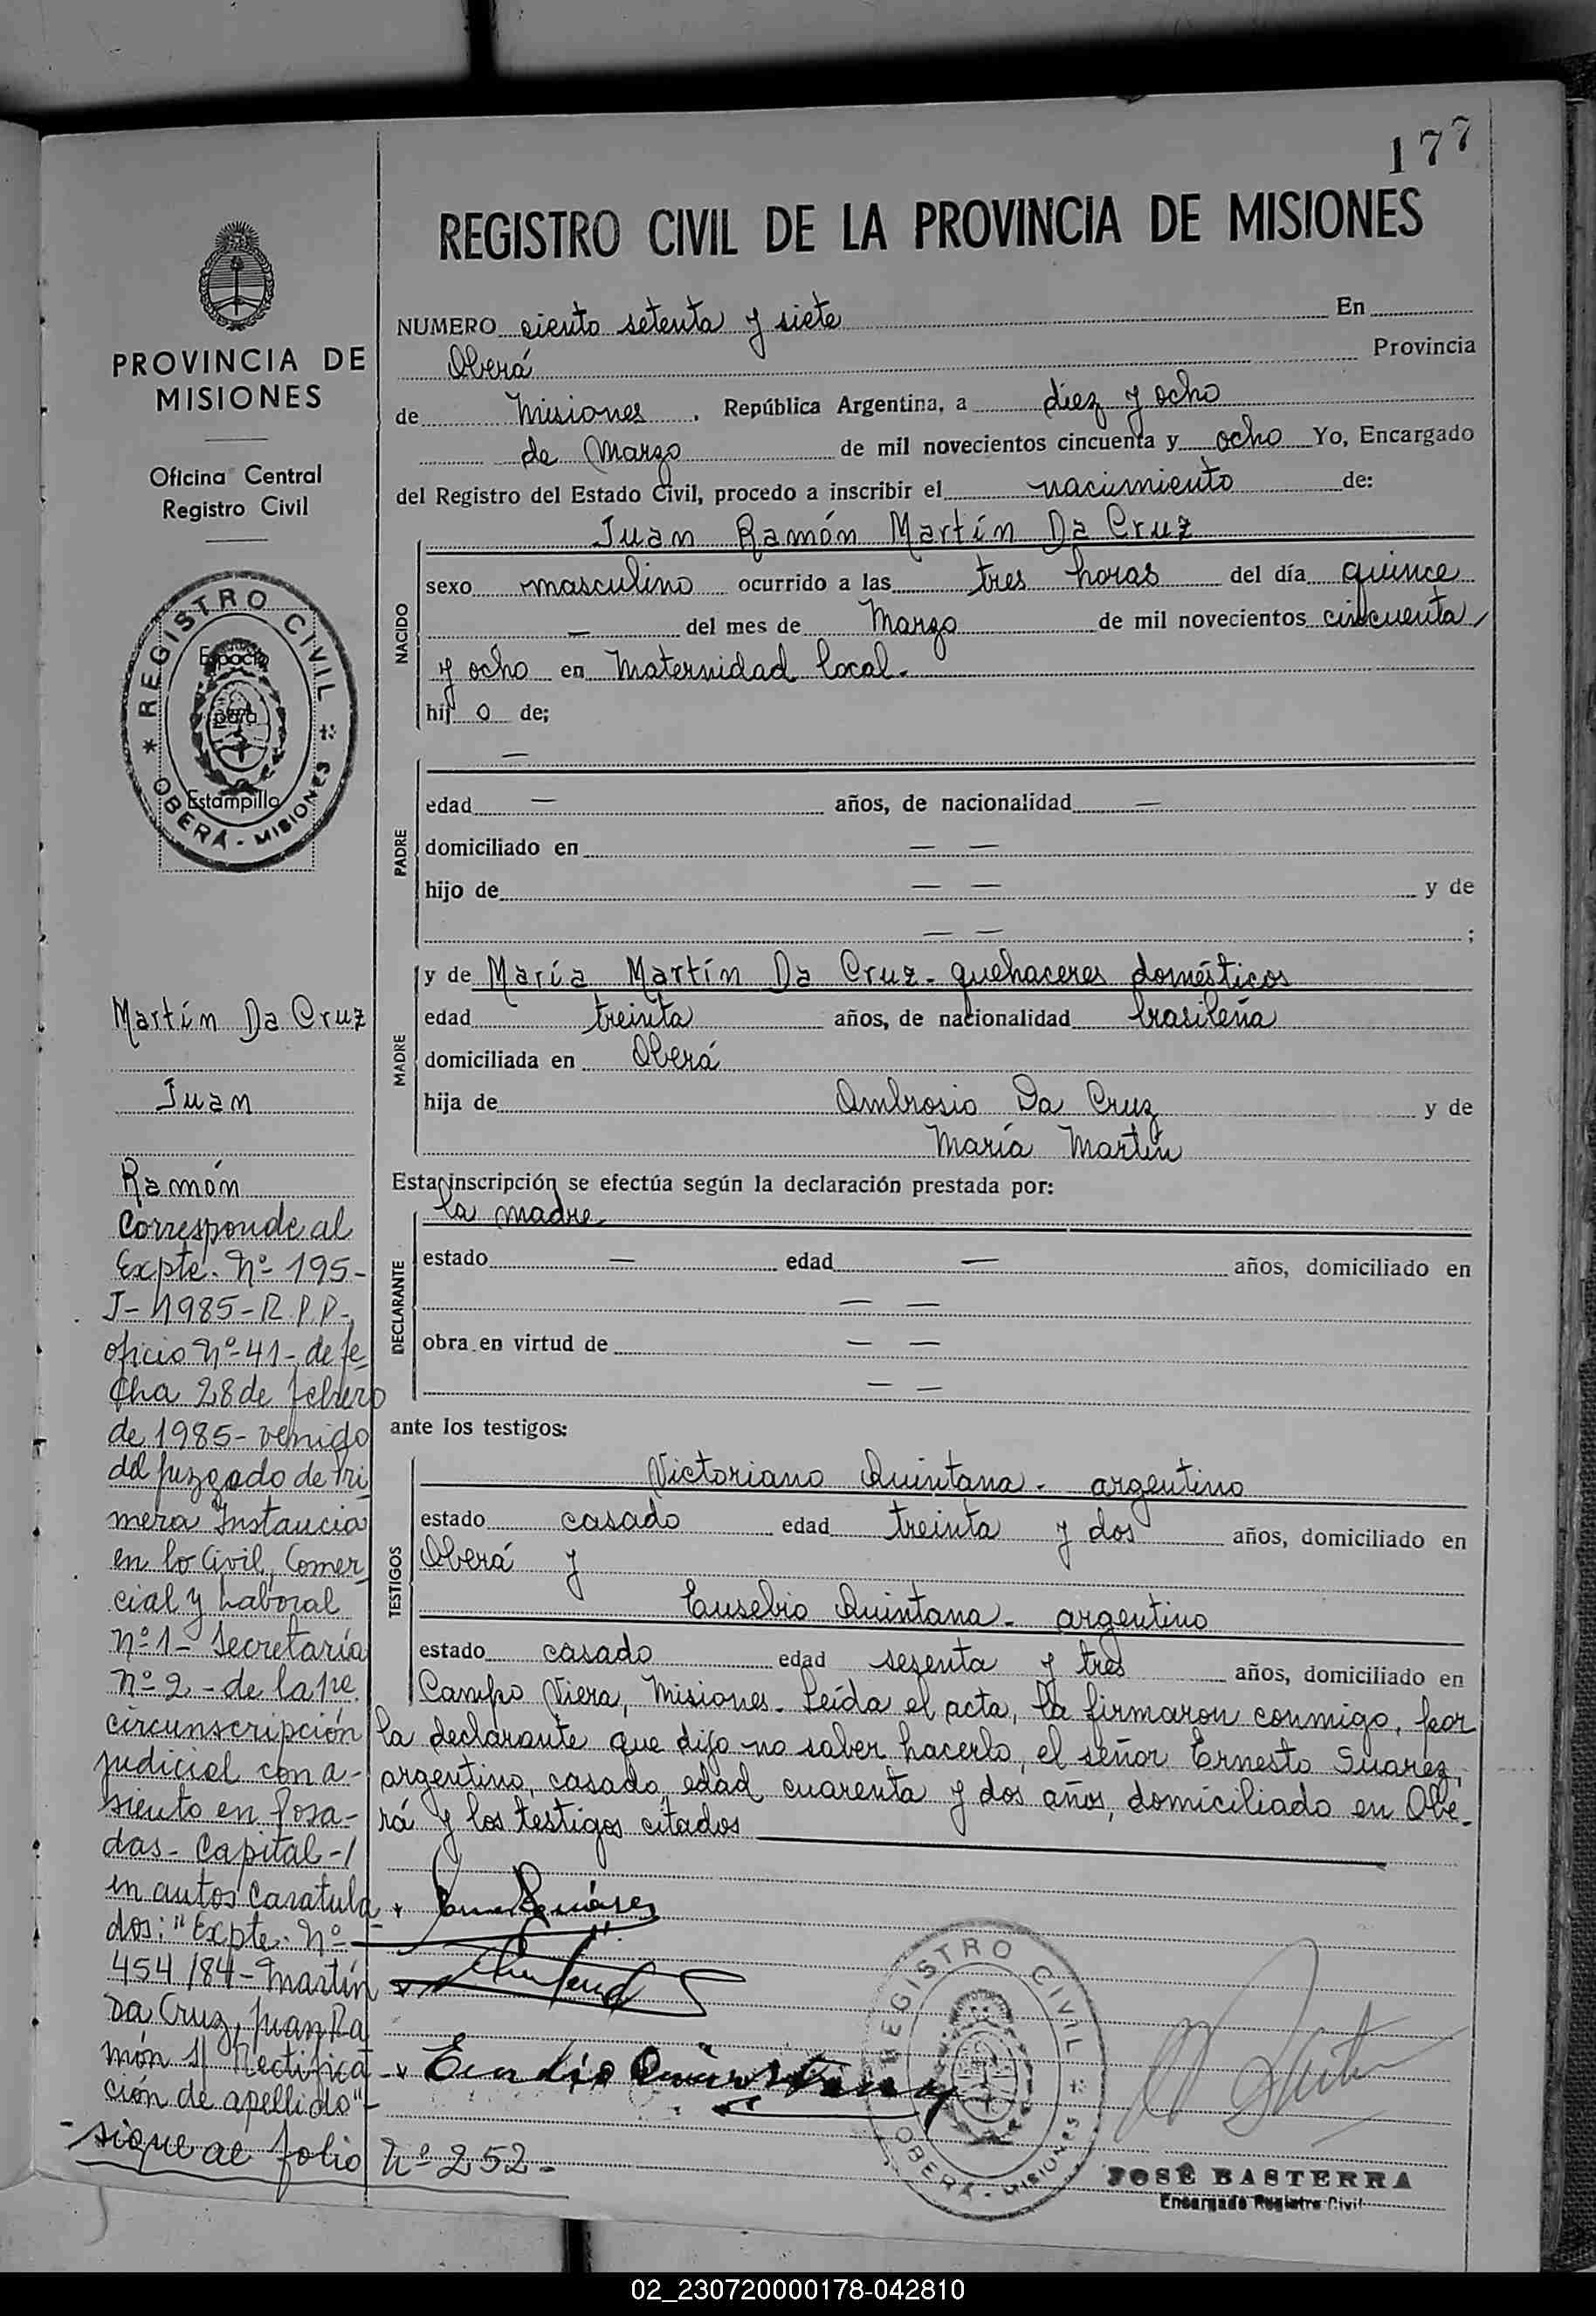 177
REGISTRO CIVIL DE LA PROVINCIA DE MISIONES
PROVINCIA DE
MISIONES
Oficina Central
Registro Civil
REGISTRO CIVIL
OBERÁ - MISIONES
Espacio
para
Estampilla
Martín Da Cruz
Juan
Ramón
Corresponde al
Expte. Nº 195-
J- 1985- R.P.P-
oficio Nº 41- de fe-
cha 28 de febrero
de 1985- venido
del Juzgado de Pri
mera Instancia
en lo Civil, Comer
cial y Laboral
Nº 1- Secretaría
Nº 2 - de la 1re.
circunscripción
judicial con a-
siento en Posa-
das- Capital-/
en autos caratula
dos: "Expte. Nº
454/84- Martín
Da Cruz, Juan Ra
món s/ Rectifica-
ción de apellido"-
-sigue al folio Nº 252-
NUMERO ciento setenta y siete En
Oberá Provincia
de Misiones. República Argentina, a diez y ocho
de Marzo de mil novecientos cincuenta y ocho Yo, Encargado
del Registro del Estado Civil, procedo a inscribir el nacimiento de:
NACIDO
Juan Ramón Martín Da Cruz
sexo masculino ocurrido a las tres horas del día quince
— del mes de Marzo de mil novecientos cincuenta
y ocho en Maternidad local.
hij o de;
PADRE
—
edad — años, de nacionalidad —
domiciliado en — —
hijo de — — y de
— — ;
MADRE
y de María Martín Da Cruz- quehaceres domésticos
edad treinta años, de nacionalidad brasileña
domiciliada en Oberá
hija de Ambrosio Da Cruz y de
María Martín
Esta inscripción se efectúa según la declaración prestada por:
DECLARANTE
la madre
estado — edad — años, domiciliado en
— —
obra en virtud de — —
— —
ante los testigos:
TESTIGOS
Victoriano Quintana- argentino
estado casado edad treinta y dos años, domiciliado en
Oberá y
Eusebio Quintana- argentino
estado casado edad sesenta y tres años, domiciliado en
Campo Viera, Misiones. Leída el acta, la firmaron conmigo, por
la declarante que dijo no saber hacerlo, el señor Ernesto Suarez,
argentino, casado, edad cuarenta y dos años, domiciliado en Obe-
rá y los testigos citados
REGISTRO CIVIL
OBERÁ - MISIONES
JOSÉ BASTERRA
Encargado Registro Civil
02_230720000178-042810